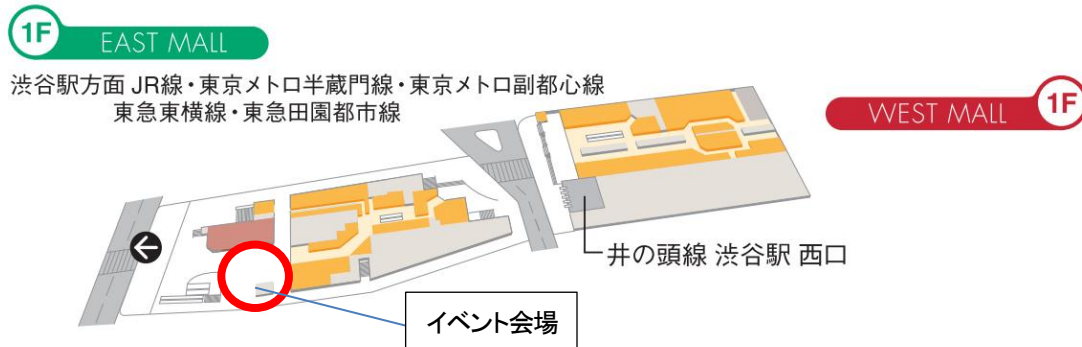 1F EAST MALL
渋谷駅方面 JR線・東京メトロ半蔵門線・東京メトロ副都心線
東急東横線・東急田園都市線
WEST MALL 1F
井の頭線 渋谷駅 西口
イベント会場